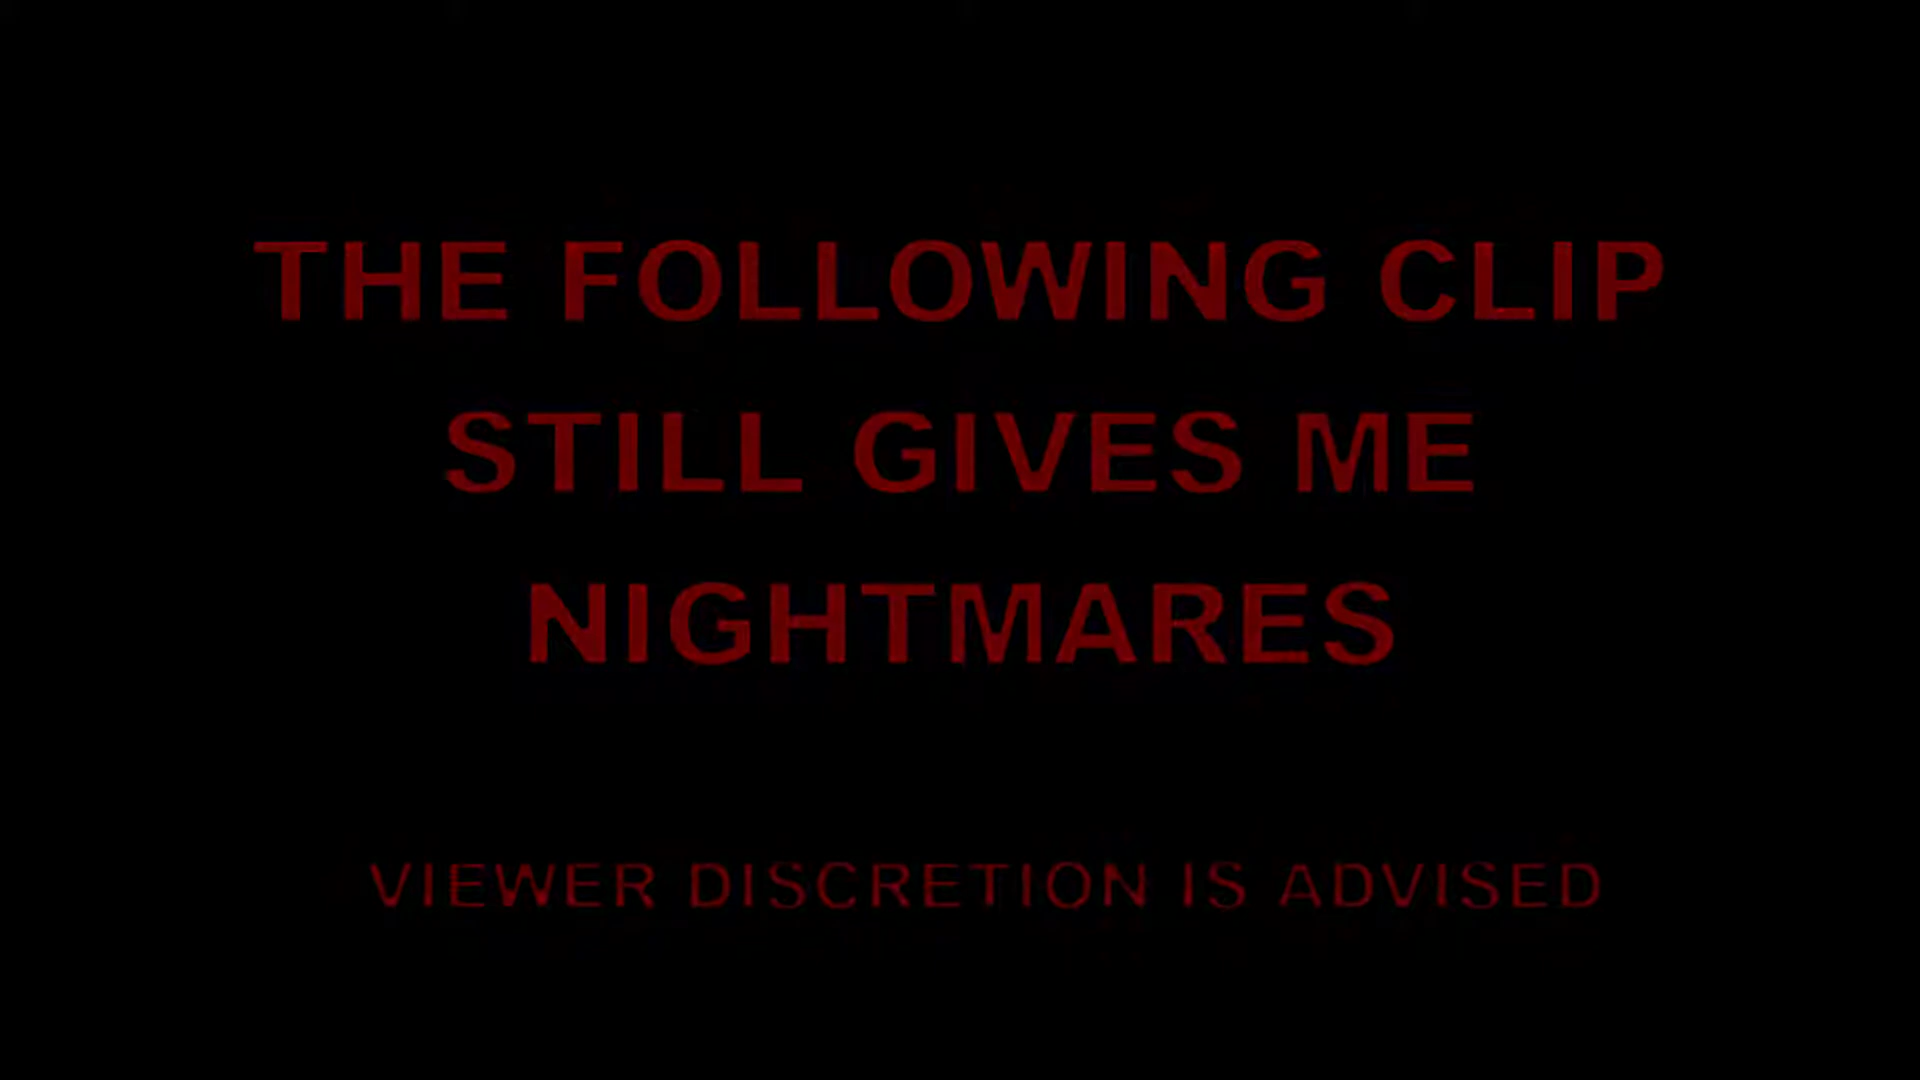 THE FOLLOWING CLIP
STILL GIVES ME
NIGHTMARES
VIEWER DISCRETION IS ADVISED